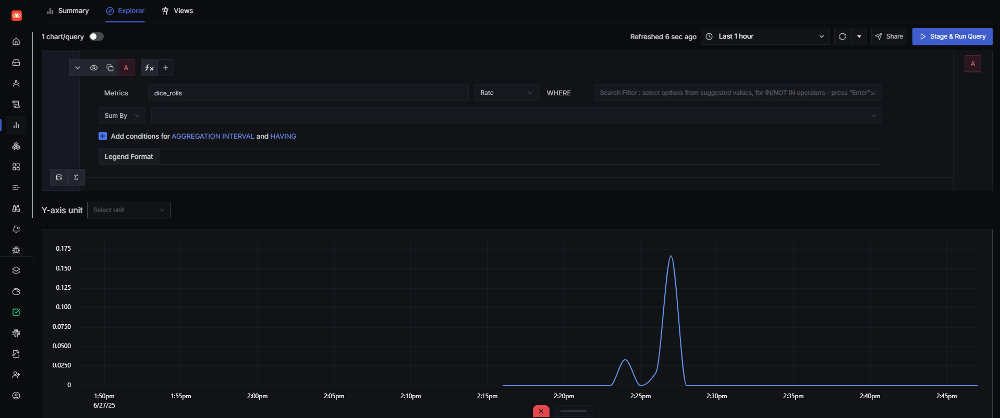 Summary Explorer Views
1 chart/query Refreshed 6 sec ago Last 1 hour Share Stage & Run Query
A fx A
Metrics dice_rolls Rate WHERE Search Filter : select options from suggested values, for IN/NOT IN operators - press "Enter"
Sum By
Add conditions for AGGREGATION INTERVAL and HAVING
Legend Format
Σ
Y-axis unit Select unit
0.175
0.150
0.125
0.100
0.0750
0.0500
0.0250
0
1:50pm 1:55pm 2:00pm 2:05pm 2:10pm 2:15pm 2:20pm 2:25pm 2:30pm 2:35pm 2:40pm 2:45pm
6/27/25